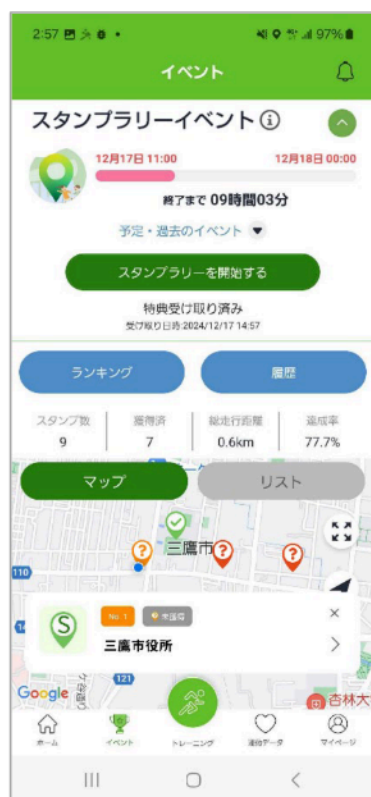 2:57 97%
イベント
スタンプラリーイベント
12月17日 11:00 12月18日 00:00
終了まで 09時間03分
予定・過去のイベント ▼
スタンプラリーを開始する
特典受け取り済み
受け取り日時:2024/12/17 14:57
ランキング 履歴
スタンプ数 獲得済 総走行距離 達成率
9 7 0.6km 77.7%
マップ リスト
三鷹市
110
No. 1 未獲得
三鷹市役所
121
Google
杏林大
ホーム イベント トレーニング 運動データ マイページ